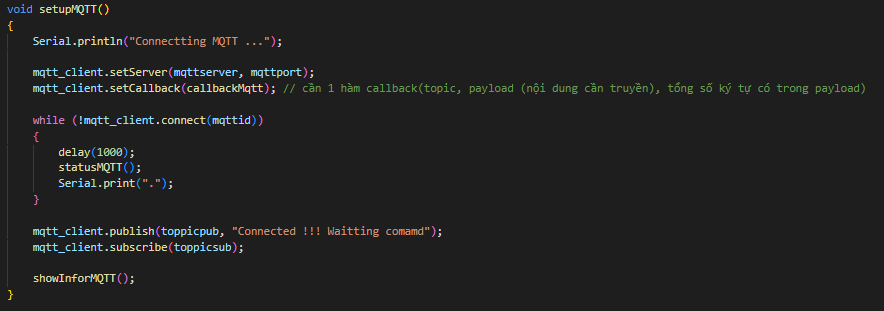 void setupMQTT()
{
Serial.println("Connectting MQTT ...");
mqtt_client.setServer(mqttserver, mqttport);
mqtt_client.setCallback(callbackMqtt); // cần 1 hàm callback(topic, payload (nội dung cần truyền), tổng số ký tự có trong payload)
while (!mqtt_client.connect(mqttid))
{
delay(1000);
statusMQTT();
Serial.print(".");
}
mqtt_client.publish(toppicpub, "Connected !!! Waitting comamd");
mqtt_client.subscribe(toppicsub);
showInforMQTT();
}